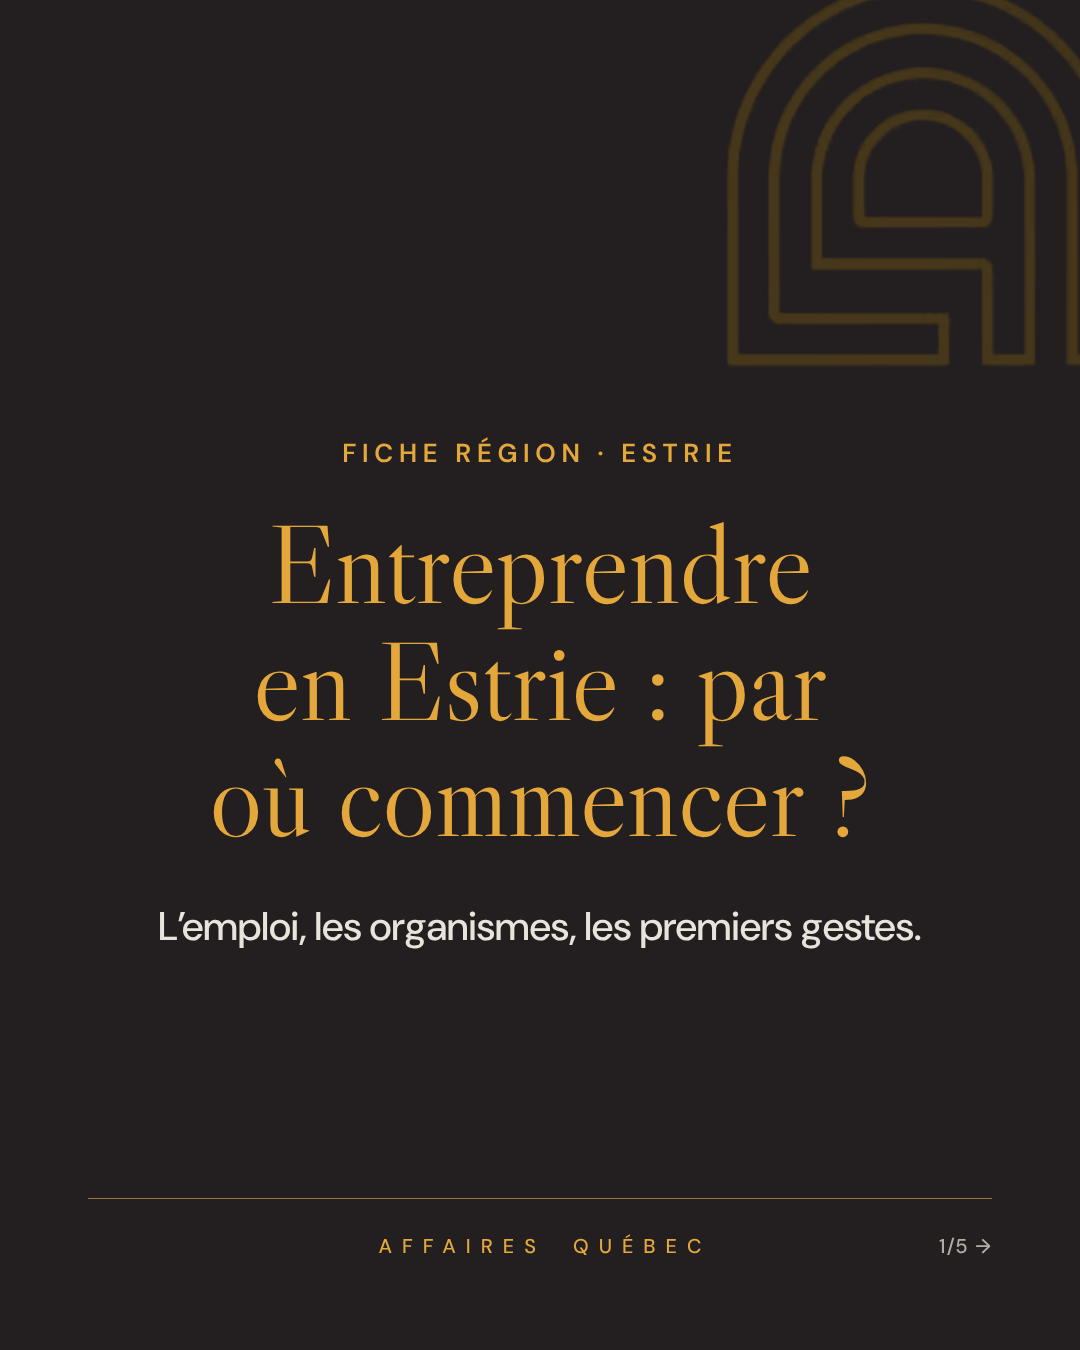 FICHE RÉGION · ESTRIE
Entreprendre
en Estrie : par
où commencer ?
L'emploi, les organismes, les premiers gestes.
AFFAIRES QUÉBEC
1/5 →